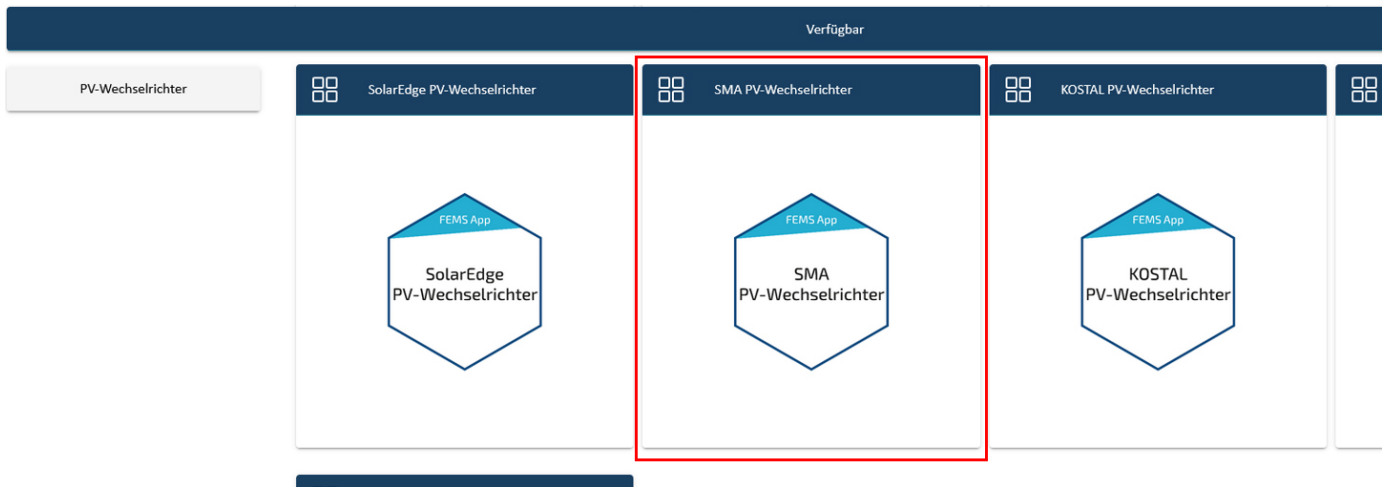 Verfügbar
PV-Wechselrichter
SolarEdge PV-Wechselrichter
SMA PV-Wechselrichter
KOSTAL PV-Wechselrichter
FEMS App
SolarEdge
PV-Wechselrichter
FEMS App
SMA
PV-Wechselrichter
FEMS App
KOSTAL
PV-Wechselrichter